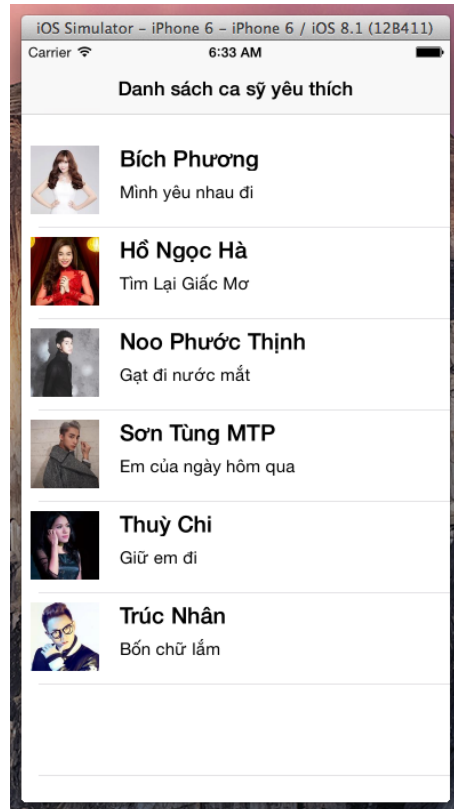 iOS Simulator – iPhone 6 – iPhone 6 / iOS 8.1 (12B411)
Carrier 6:33 AM
Danh sách ca sỹ yêu thích
Bích Phương
Mình yêu nhau đi
Hồ Ngọc Hà
Tìm Lại Giấc Mơ
Noo Phước Thịnh
Gạt đi nước mắt
Sơn Tùng MTP
Em của ngày hôm qua
Thuỳ Chi
Giữ em đi
Trúc Nhân
Bốn chữ lắm